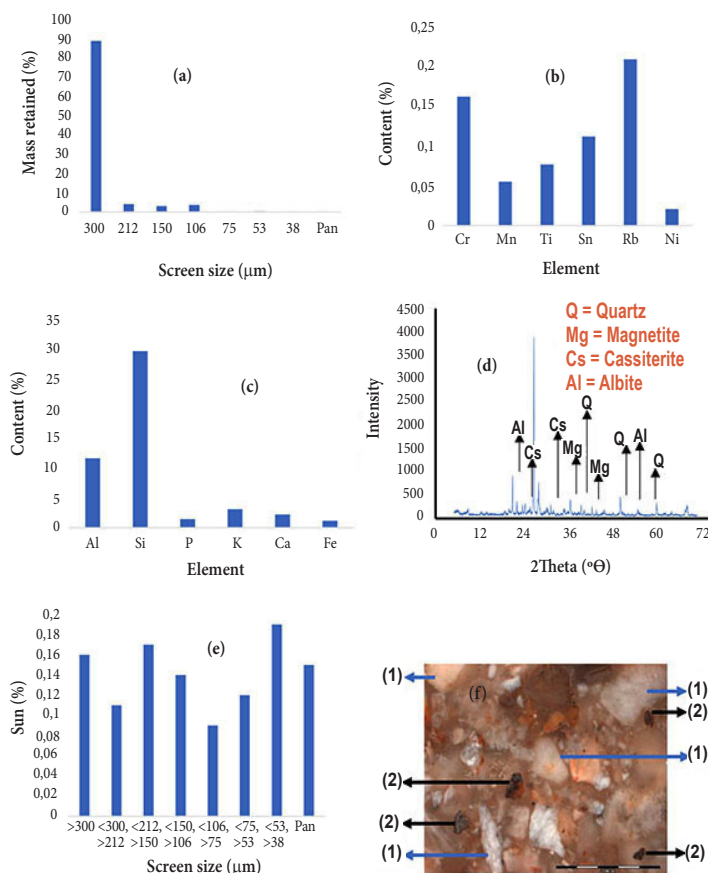 100
90
80
70
60
50
40
30
20
10
0
Mass retained (%)
(a)
300 212 150 106 75 53 38 Pan
Screen size (μm)
0,2
0,2
0,15
0,1
0,05
0
Content (%)
(b)
Cr Mn Ti Sn Rb Ni
Element
35
30
25
20
15
10
5
0
Content (%)
(c)
Al Si P K Ca Fe
Element
4500
4000
3500
3000
2500
2000
1500
1000
500
0
Intensity
(d)
Q = Quartz
Mg = Magnetite
Cs = Cassiterite
Al = Albite
Al
Cs
Cs
Mg
Q
Mg
Q
Al
Q
0 12 24 36 48 60 72
2Theta (ºΘ)
0,2
0,18
0,16
0,14
0,12
0,1
0,08
0,06
0,04
0,02
0
Sun (%)
(e)
>300 <300, <212, <150, <106, <75, <53, Pan
>212 >150 >106 >75 >53 >38
Screen size (μm)
(f)
(1)
(1)
(2)
(1)
(2)
(2)
(1)
(2)